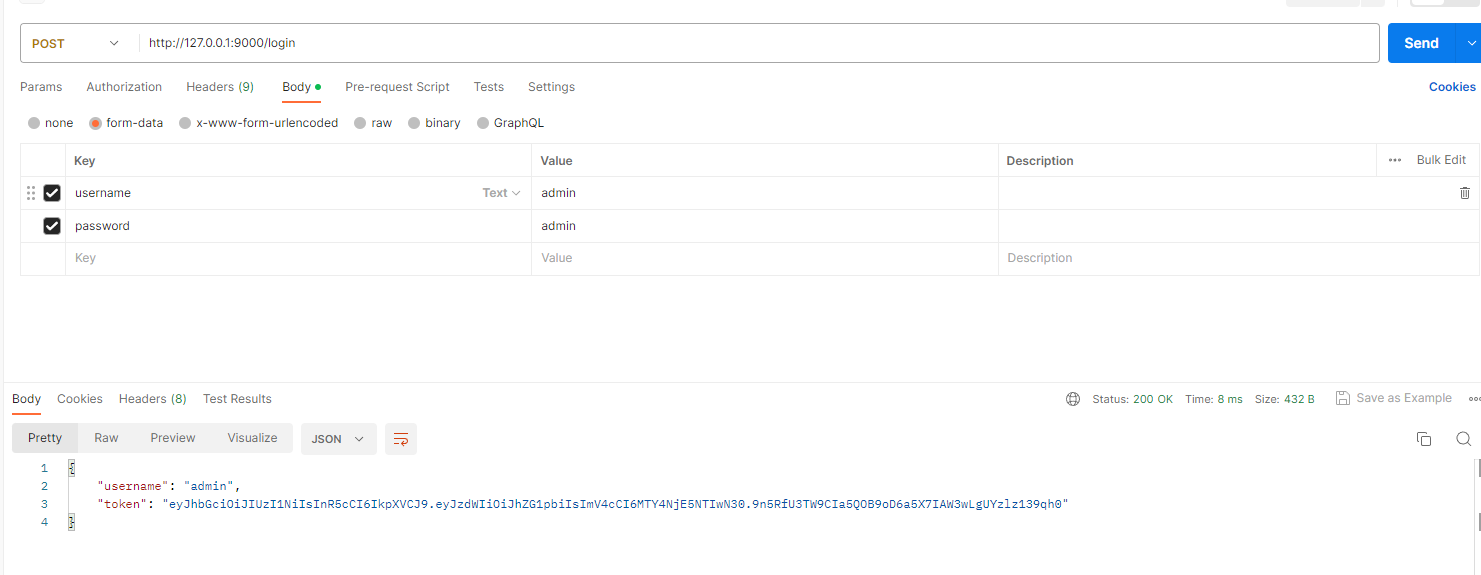 POST http://127.0.0.1:9000/login Send
Params Authorization Headers (9) Body Pre-request Script Tests Settings Cookies
none form-data x-www-form-urlencoded raw binary GraphQL
Key Value Description Bulk Edit
username Text admin
password admin
Key Value Description
Body Cookies Headers (8) Test Results Status: 200 OK Time: 8 ms Size: 432 B Save as Example
Pretty Raw Preview Visualize JSON
1 {
2 "username": "admin",
3 "token": "eyJhbGciOiJIUzI1NiIsInR5cCI6IkpXVCJ9.eyJzdWIiOiJhZG1pbiIsImV4cCI6MTY4NjE5NTIwN30.9n5RfU3TW9CIa5QOB9oD6a5X7IAW3wLgUYzlz139qh0"
4 }